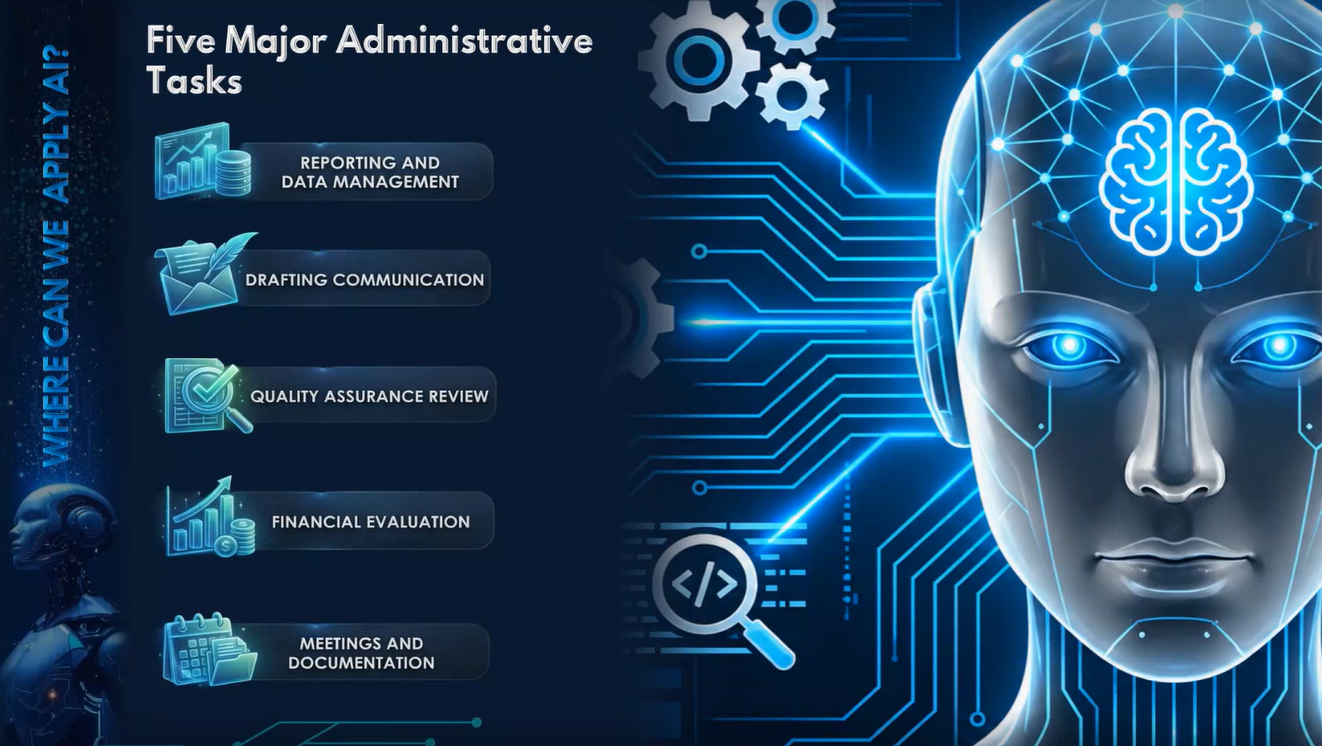 WHERE CAN WE APPLY AI?
Five Major Administrative
Tasks
REPORTING AND
DATA MANAGEMENT
DRAFTING COMMUNICATION
QUALITY ASSURANCE REVIEW
FINANCIAL EVALUATION
MEETINGS AND
DOCUMENTATION
$
</>